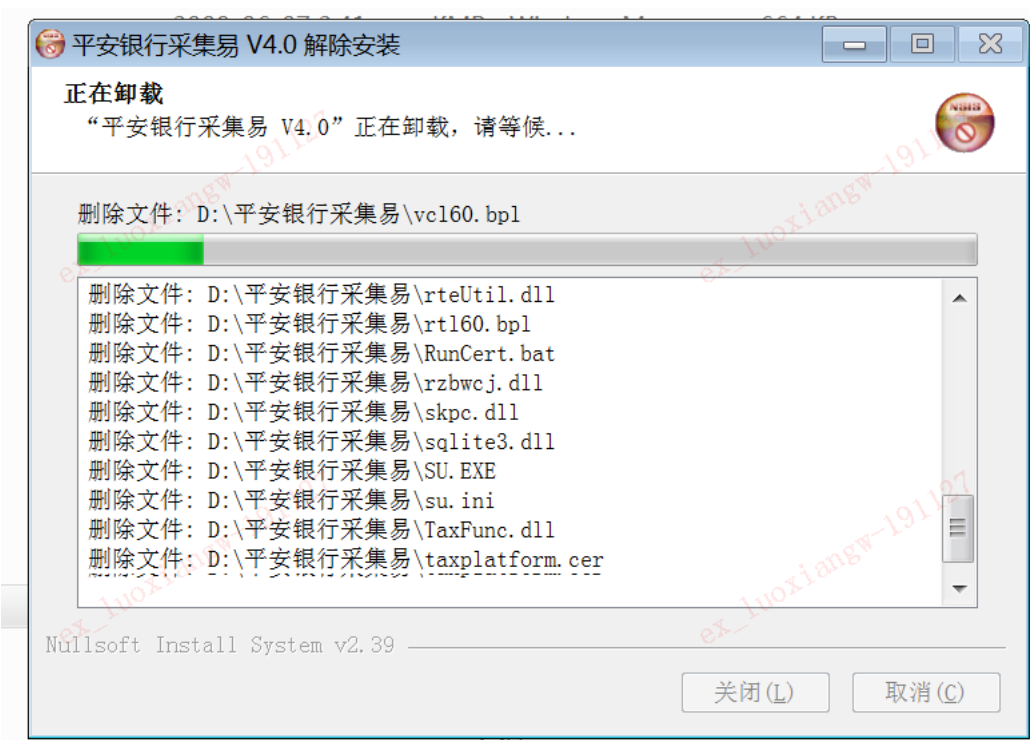 平安银行采集易 V4.0 解除安装
正在卸载
“平安银行采集易 V4.0”正在卸载，请等候...
NSIS
删除文件: D:\平安银行采集易\vcl60.bpl
删除文件: D:\平安银行采集易\rteUtil.dll
删除文件: D:\平安银行采集易\rtl60.bpl
删除文件: D:\平安银行采集易\RunCert.bat
删除文件: D:\平安银行采集易\rzbwcj.dll
删除文件: D:\平安银行采集易\skpc.dll
删除文件: D:\平安银行采集易\sqlite3.dll
删除文件: D:\平安银行采集易\SU.EXE
删除文件: D:\平安银行采集易\su.ini
删除文件: D:\平安银行采集易\TaxFunc.dll
删除文件: D:\平安银行采集易\taxplatform.cer
ex_luoxiangw-191127
ex_luoxiangw-191127
ex_luoxiangw-191127
ex_luoxiangw-191127
Nullsoft Install System v2.39
关闭(L)
取消(C)